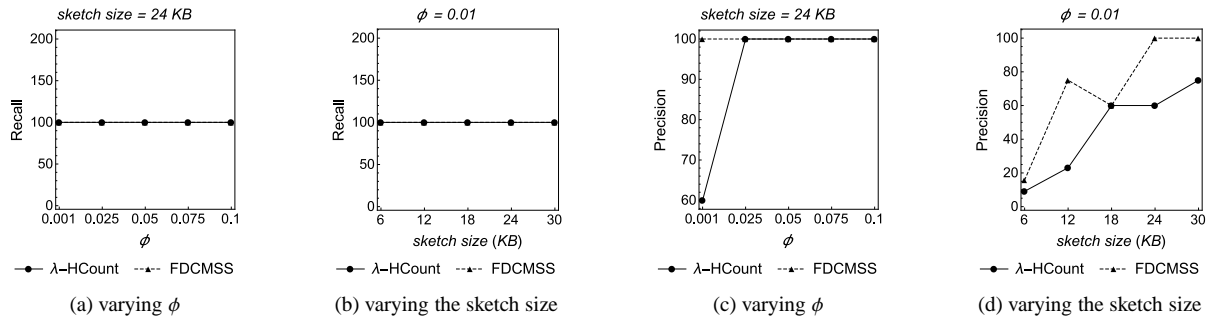 sketch size = 24 KB
200
150
Recall
100
50
0
0.001 0.025 0.05 0.075 0.1
ϕ
λ−HCount FDCMSS
(a) varying ϕ
ϕ = 0.01
200
150
Recall
100
50
0
6 12 18 24 30
sketch size (KB)
λ−HCount FDCMSS
(b) varying the sketch size
sketch size = 24 KB
100
90
Precision
80
70
60
0.001 0.025 0.05 0.075 0.1
ϕ
λ−HCount FDCMSS
(c) varying ϕ
ϕ = 0.01
100
80
Precision
60
40
20
0
6 12 18 24 30
sketch size (KB)
λ−HCount FDCMSS
(d) varying the sketch size